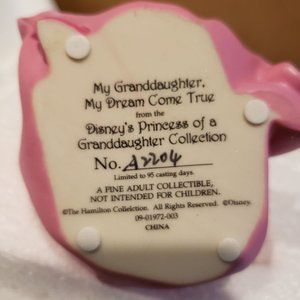 My Granddaughter,
My Dream Come True
from the
Disney's Princess of a
Granddaughter Collection
No. A2204
Limited to 95 casting days.
A FINE ADULT COLLECTIBLE,
NOT INTENDED FOR CHILDREN.
©The Hamilton Collelction. All Rights Reserved. ©Disney.
09-01972-003
CHINA